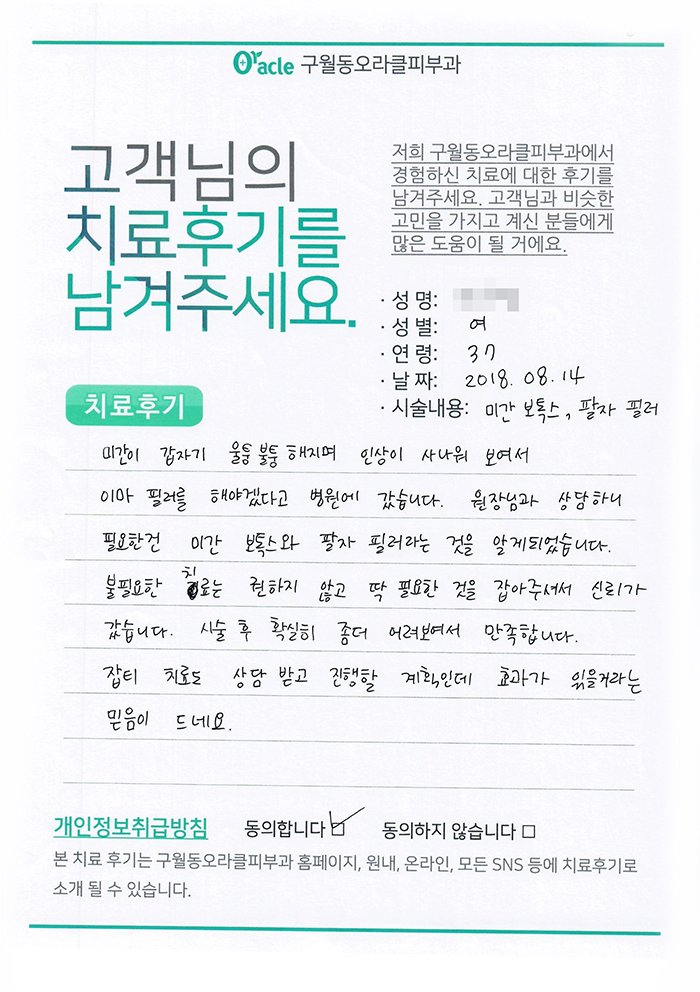 Oracle 구월동오라클피부과
고객님의
치료후기를
남겨주세요.
저희 구월동오라클피부과에서
경험하신 치료에 대한 후기를
남겨주세요. 고객님과 비슷한
고민을 가지고 계신 분들에게
많은 도움이 될 거에요.
· 성 명:
· 성 별: 여
· 연 령: 37
· 날 짜: 2018. 08. 14
· 시술내용: 미간 보톡스, 팔자 필러
치료후기
미간이 갑자기 울퉁불퉁해지며 인상이 사나워 보여서
이마 필러를 해야겠다고 병원에 갔습니다. 원장님과 상담하니
필요한건 미간 보톡스와 팔자 필러라는 것을 알게되었습니다.
불필요한 치료는 권하지 않고 딱 필요한 것을 잡아주셔서 신뢰가
갔습니다. 시술 후 확실히 좀더 어려보여서 만족합니다.
잡티 치료도 상담 받고 진행할 계획인데 효과가 있을거라는
믿음이 드네요.
개인정보취급방침 동의합니다 ☑ 동의하지 않습니다 □
본 치료 후기는 구월동오라클피부과 홈페이지, 원내, 온라인, 모든 SNS 등에 치료후기로
소개 될 수 있습니다.